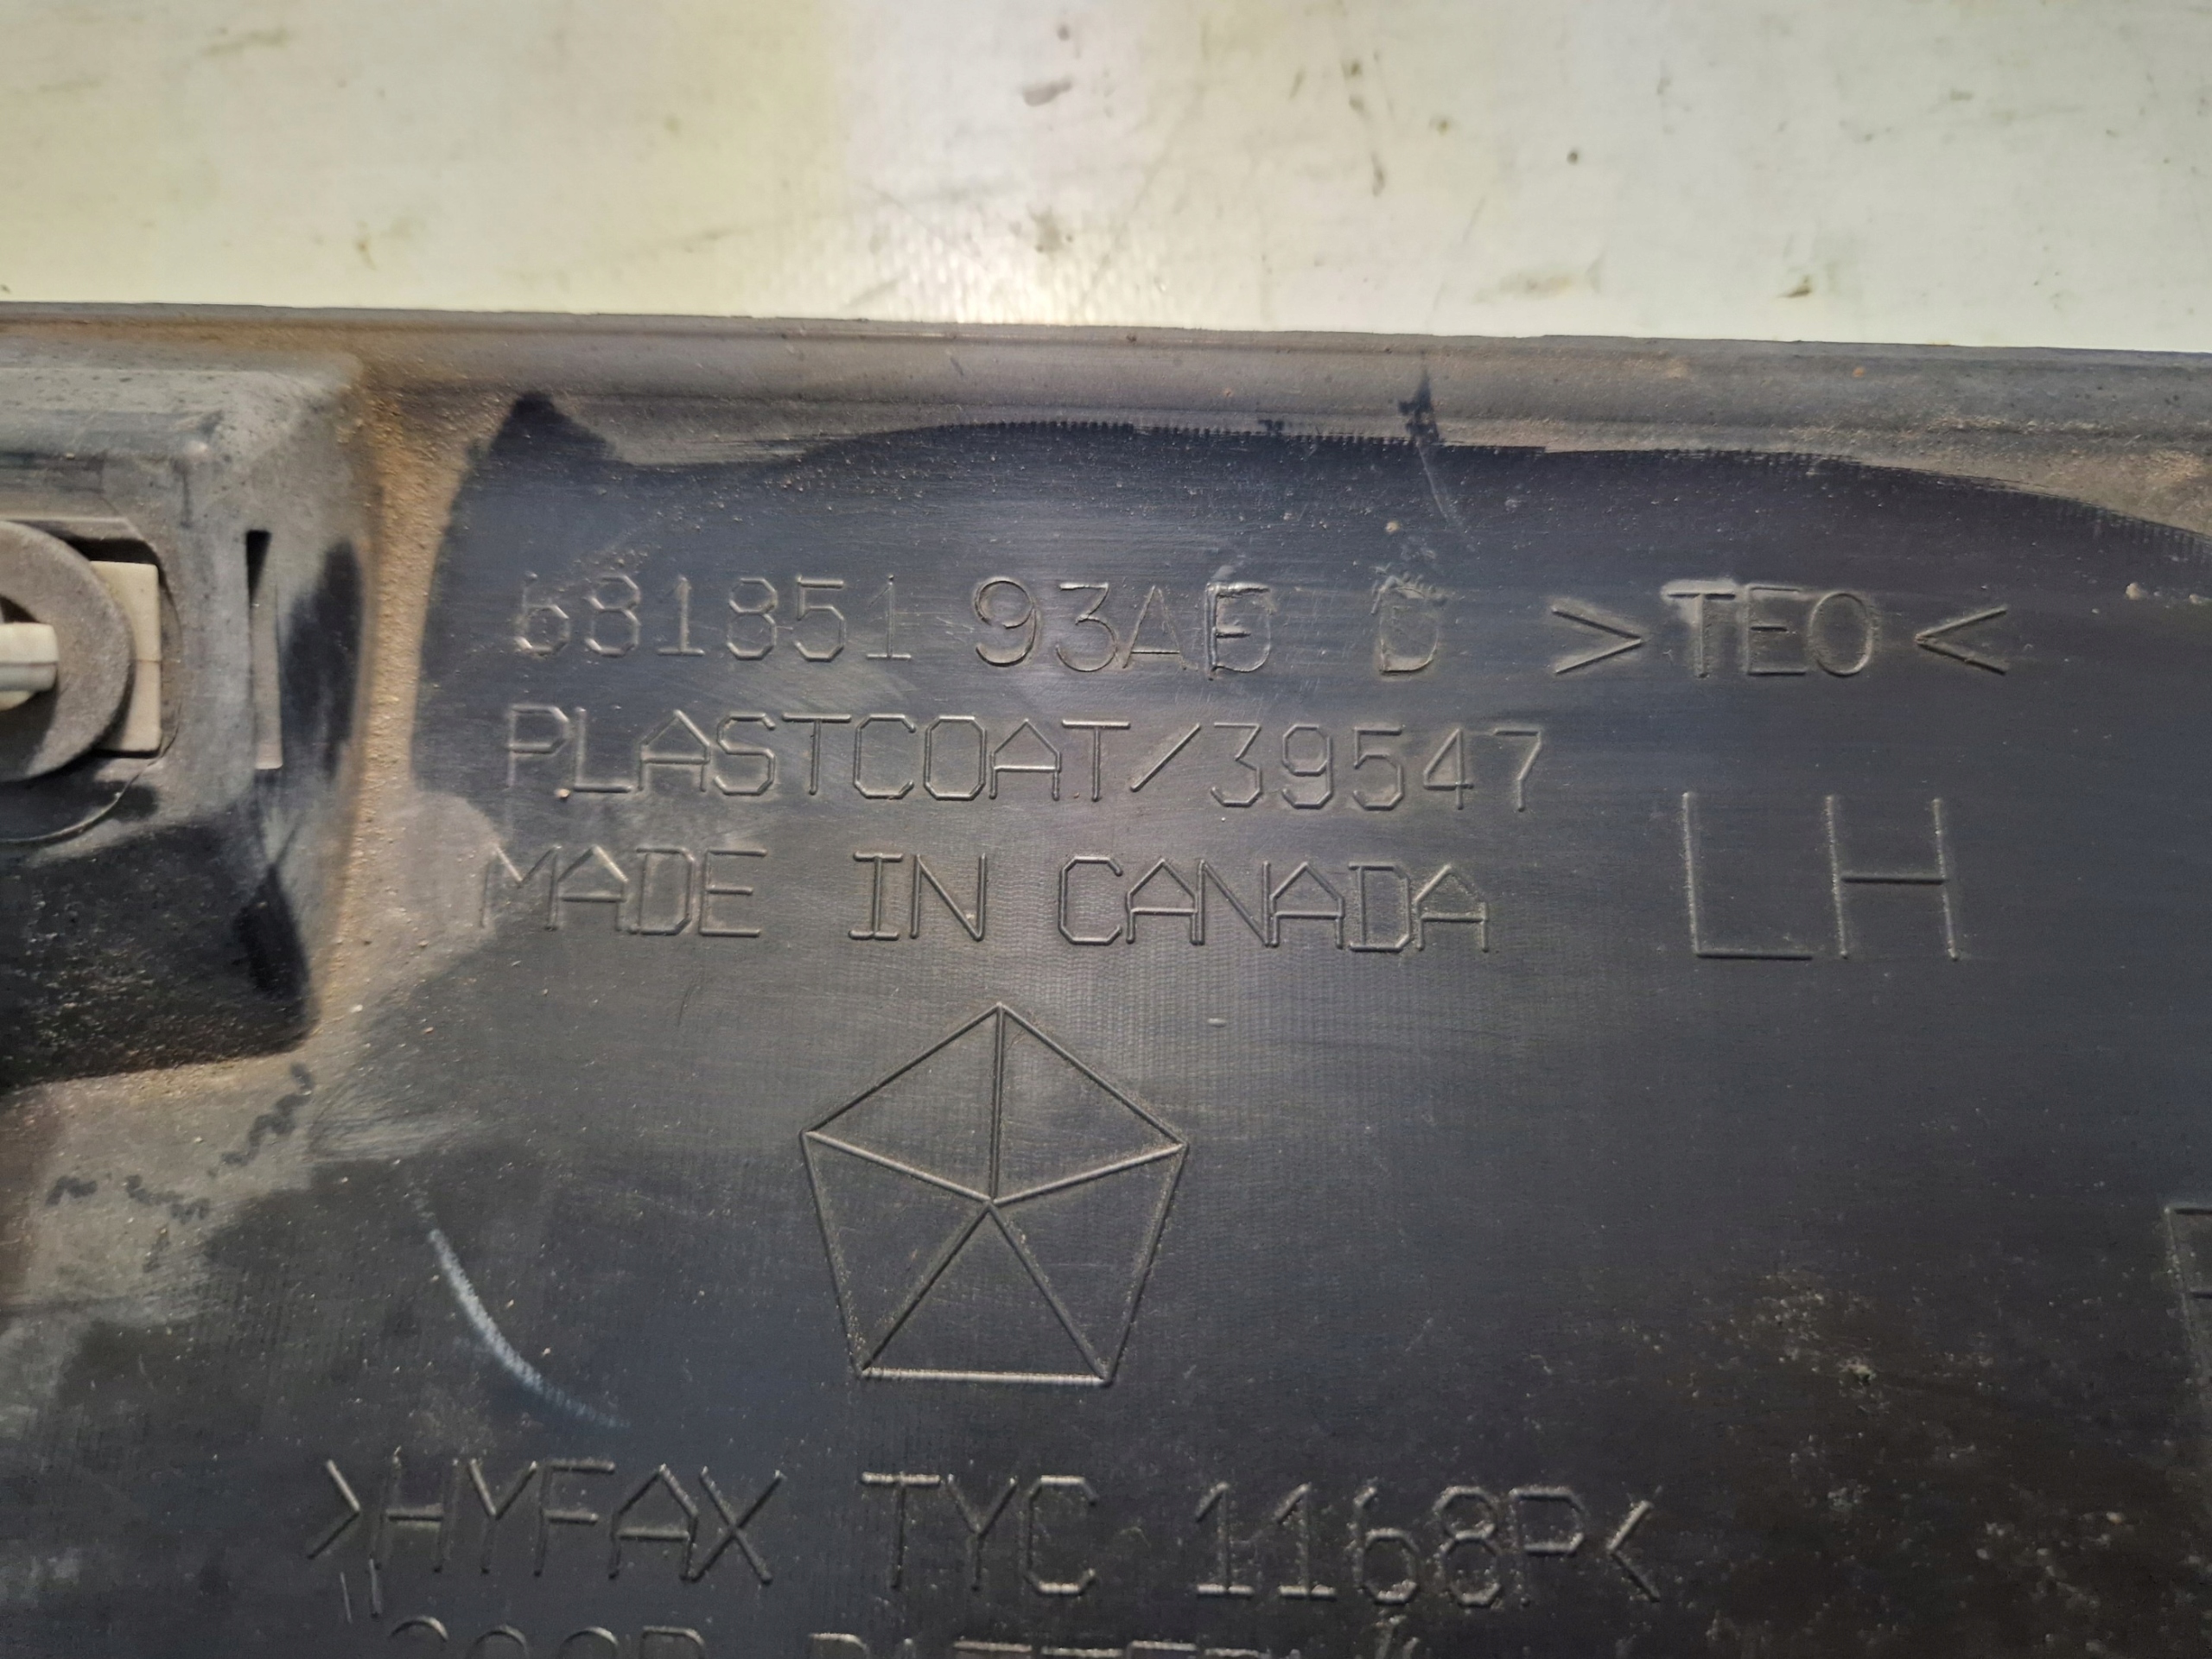 68185193AE D >TEO<
PLASTCOAT/39547
MADE IN CANADA LH
>HYFAX TYC 1168P<